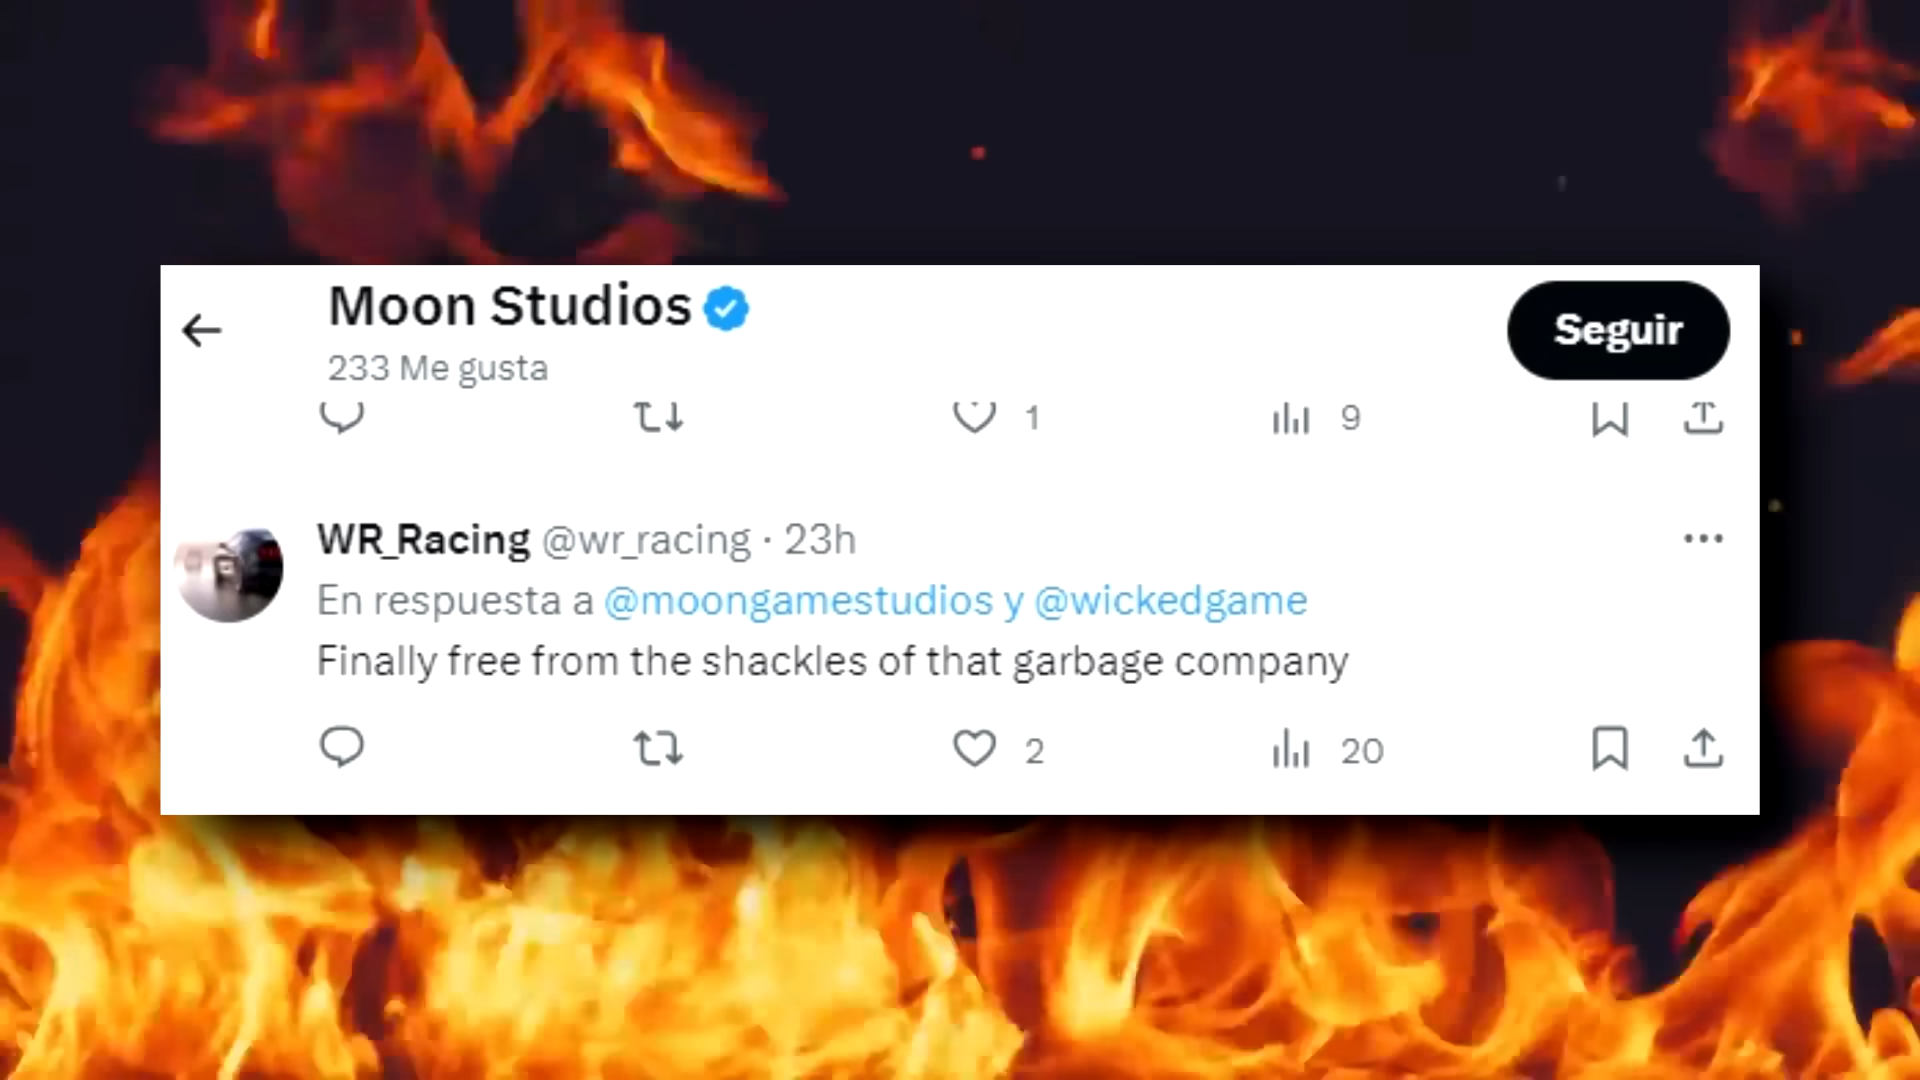 Moon Studios
233 Me gusta
1 9
WR_Racing @wr_racing · 23h
En respuesta a @moongamestudios y @wickedgame
Finally free from the shackles of that garbage company
2 20
Seguir